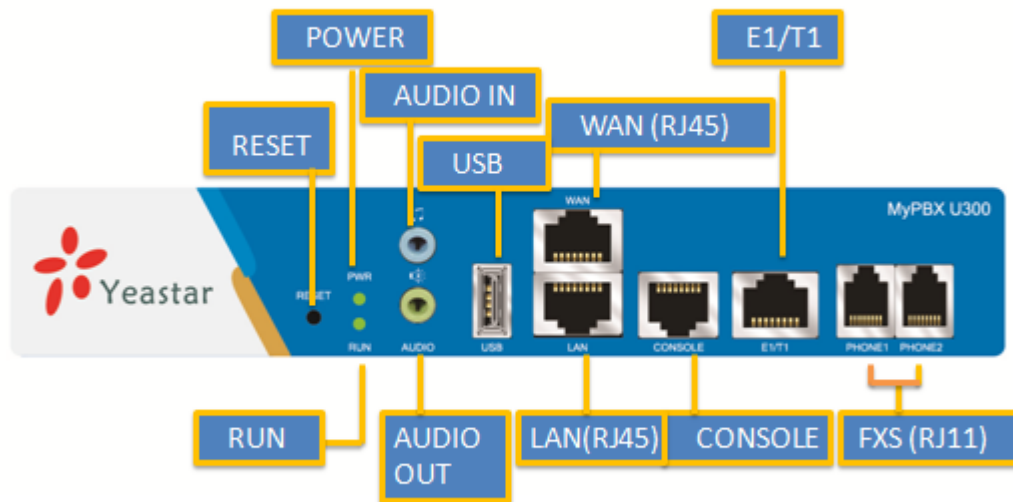 POWER
E1/T1
AUDIO IN
WAN (RJ45)
RESET
USB
WAN
MyPBX U300
Yeastar
PWR
RESET
RUN
AUDIO
USB
LAN
CONSOLE
E1/T1
PHONE1
PHONE2
RUN
AUDIO
OUT
LAN(RJ45)
CONSOLE
FXS (RJ11)